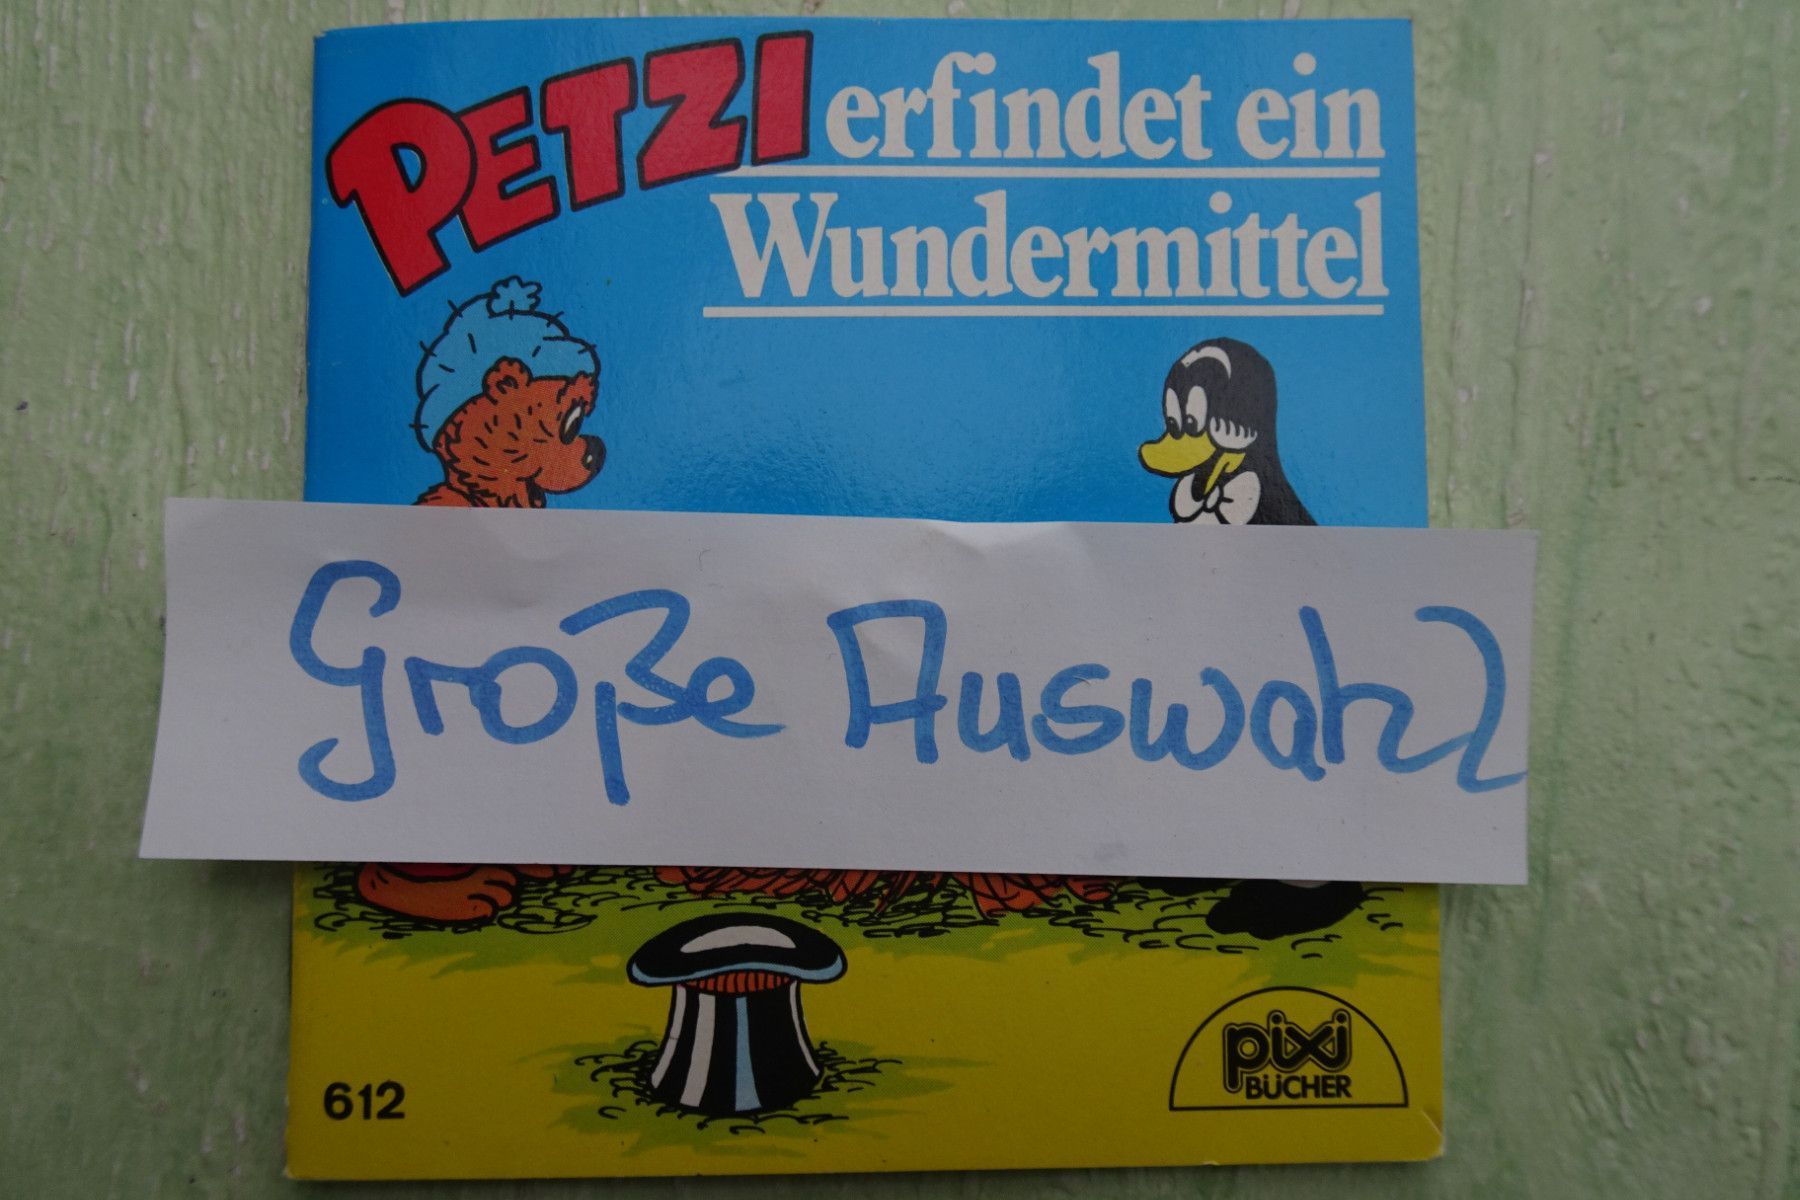 PETZI erfindet ein
Wundermittel
Große Auswahl
612
pixi
BÜCHER